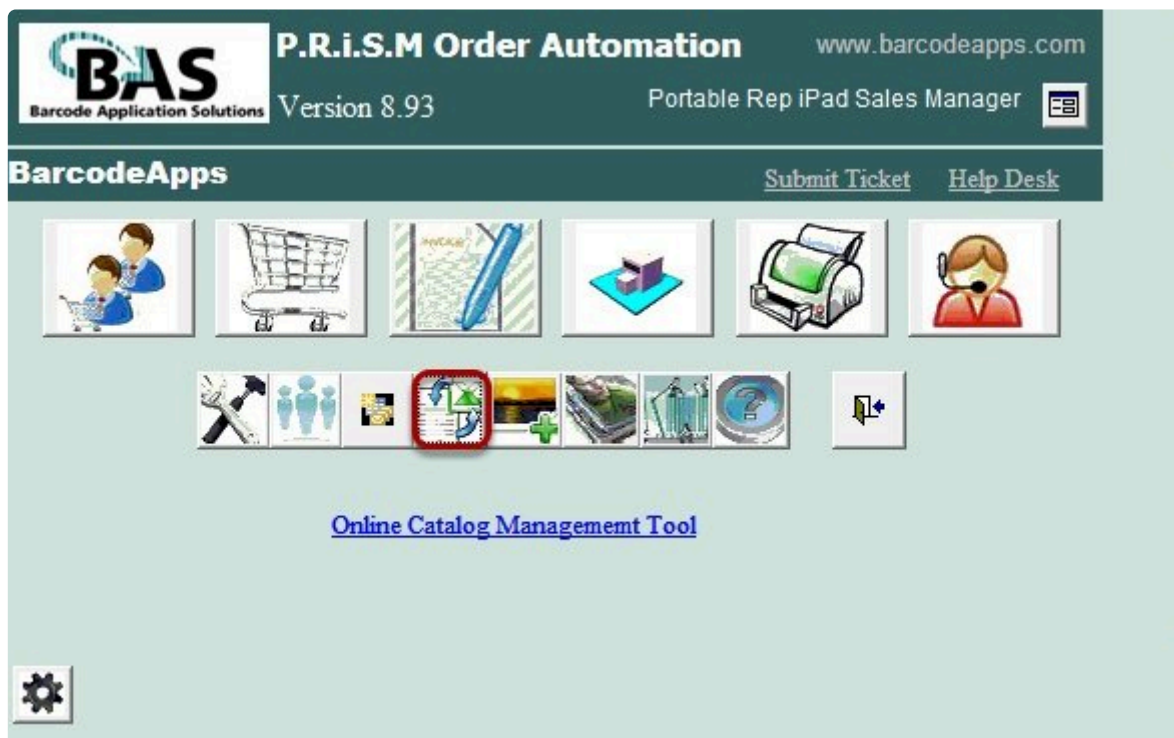 P.R.i.S.M Order Automation
www.barcodeapps.com
BAS
Barcode Application Solutions
Version 8.93
Portable Rep iPad Sales Manager
BarcodeApps
Submit Ticket
Help Desk
INVOICE
Online Catalog Managememt Tool